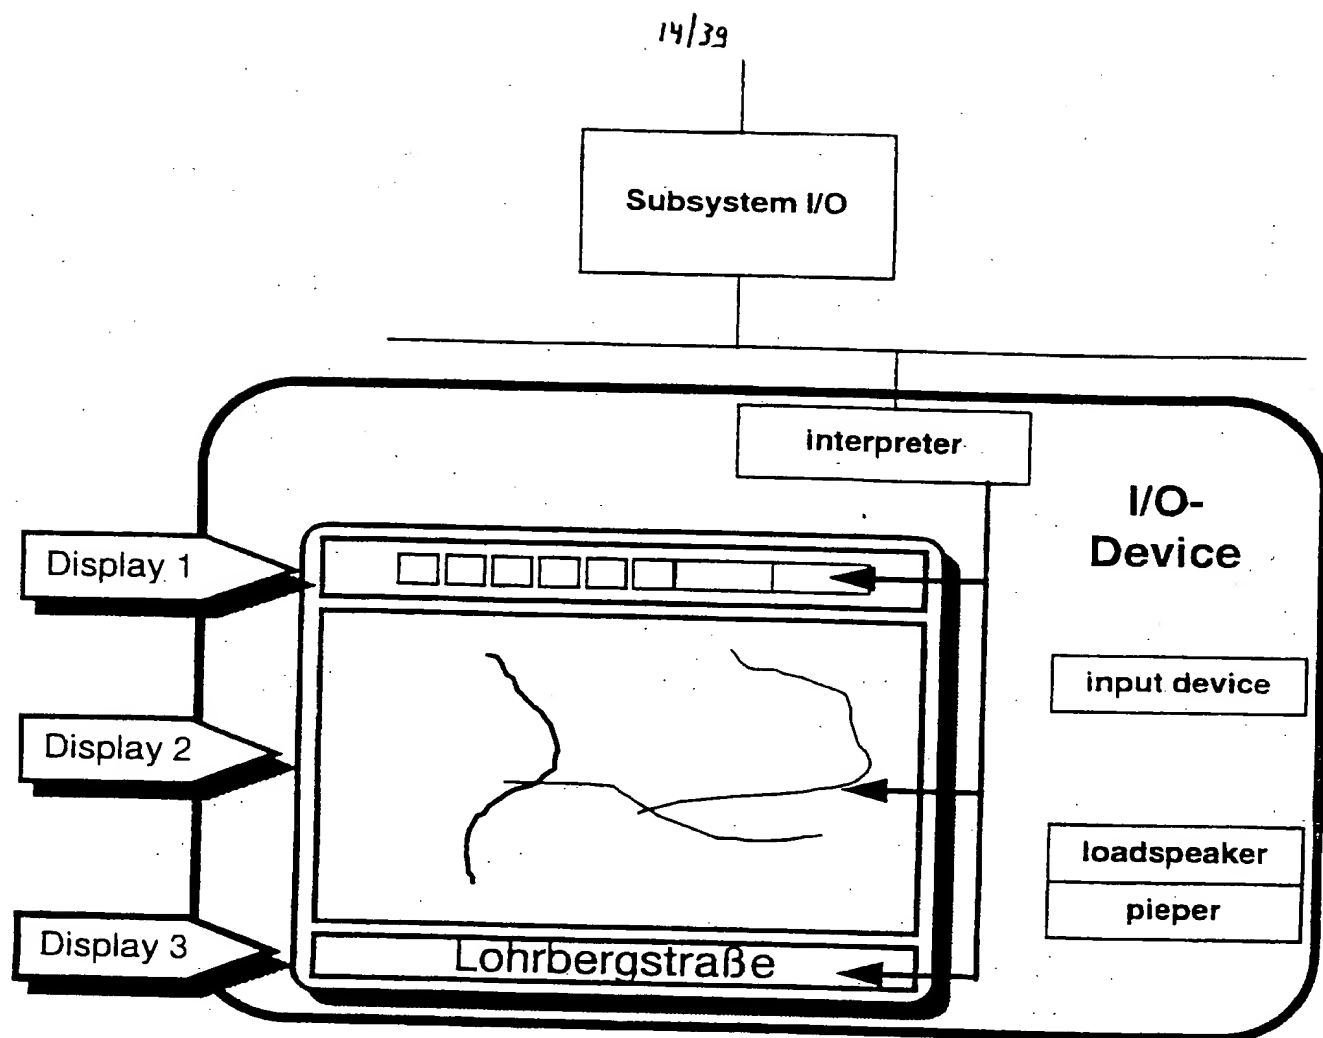 14/39
Subsystem I/O
interpreter
I/O-
Device
Display 1
input device
Display 2
loadspeaker
pieper
Display 3
Lohrbergstraße